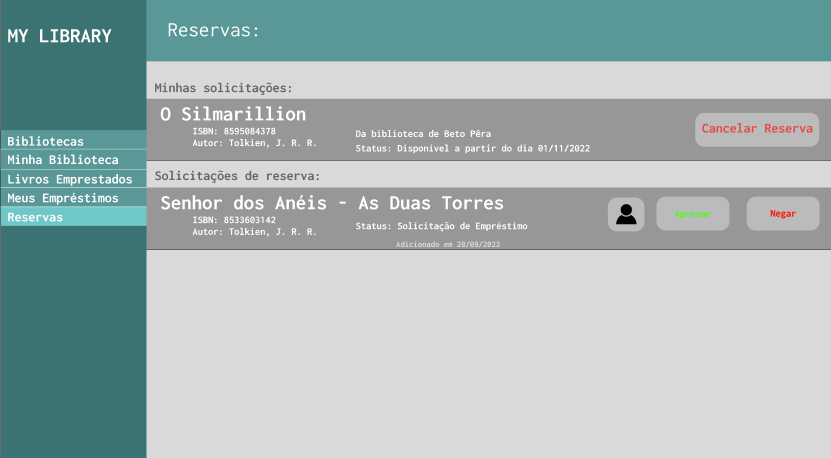 MY LIBRARY
Reservas:
Bibliotecas
Minha Biblioteca
Livros Emprestados
Meus Empréstimos
Reservas
Minhas solicitações:
O Silmarillion
ISBN: 8595084378
Autor: Tolkien, J. R. R.
Da biblioteca de Beto Pêra
Status: Disponível a partir do dia 01/11/2022
Cancelar Reserva
Solicitações de reserva:
Senhor dos Anéis - As Duas Torres
ISBN: 8533603142
Autor: Tolkien, J. R. R.
Status: Solicitação de Empréstimo
Adicionado em 28/09/2022
Aprovar
Negar